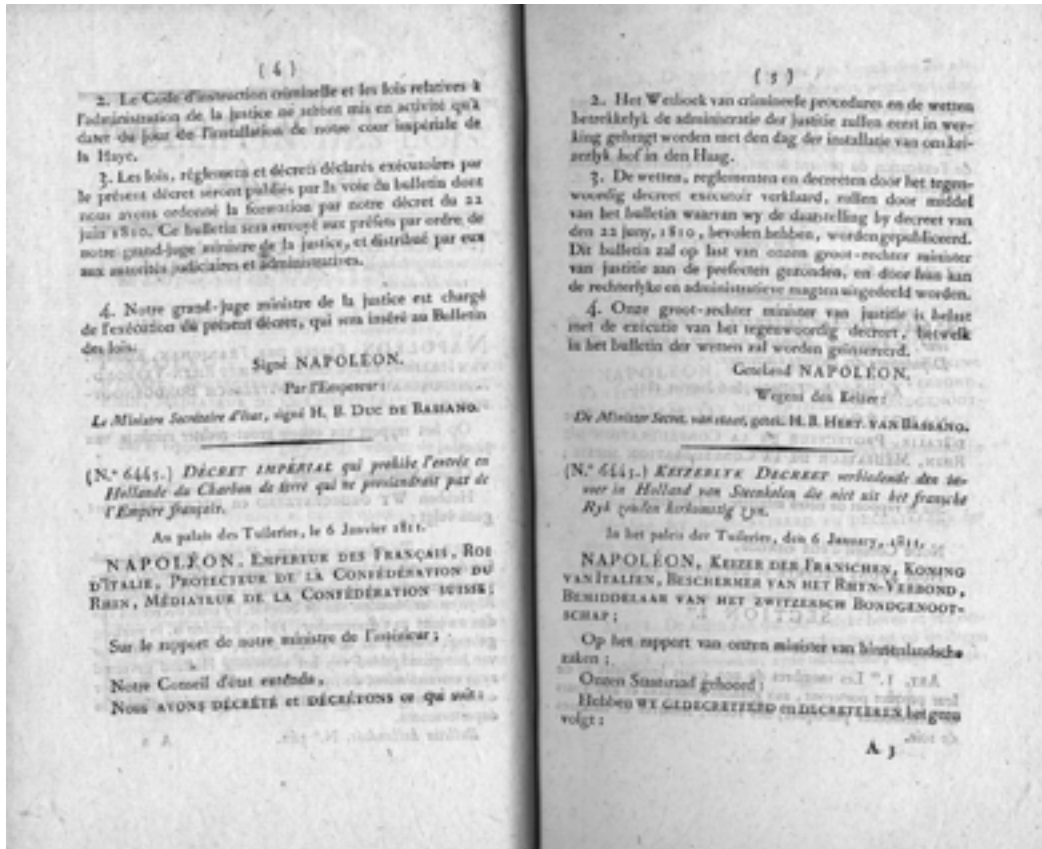 ( 4 )
2. Le Code d'instruction criminelle et les lois relatives à
l'administration de la justice ne seront mis en activité qu'à
dater du jour de l'installation de notre cour impériale de
la Haye.
3. Les lois, réglemens et décrets déclarés exécutoires par
le présent décret seront publiés par la voie du bulletin dont
nous avons ordonné la formation par notre décret du 22
juin 1810. Ce bulletin sera envoyé aux préfets par ordre de
notre grand-juge ministre de la justice, et distribué par eux
aux autorités judiciaires et administratives.
4. Notre grand-juge ministre de la justice est chargé
de l'exécution du présent décret, qui sera inséré au Bulletin
des lois.
Signé NAPOLÉON.
Par l'Empereur:
Le Ministre Secrétaire d'état, signé H. B. DUC DE BASSANO.
(N.° 6445.) DÉCRET IMPÉRIAL qui prohibe l'entrée en
Hollande du Charbon de terre qui ne proviendrait pas de
l'Empire français.
Au palais des Tuileries, le 6 Janvier 1811.
NAPOLÉON, EMPEREUR DES FRANÇAIS, ROI
D'ITALIE, PROTECTEUR DE LA CONFÉDÉRATION DU
RHIN, MÉDIATEUR DE LA CONFÉDÉRATION SUISSE;
Sur le rapport de notre ministre de l'intérieur;
Notre Conseil d'état entendu,
NOUS AVONS DÉCRÉTÉ et DÉCRÉTONS ce qui suit:
( 5 )
2. Het Wetboek van crimineele procedures en de wetten
betrekkelyk de administratie der justitie zullen eerst in wer-
king gebragt worden met den dag der installatie van ons kei-
zerlyk hof in den Haag.
3. De wetten, reglementen en decreeten door het tegen-
woordig decreet executoir verklaard, zullen door middel
van het bulletin waarvan wy de daarstelling by decreet van
den 22 juny, 1810, bevolen hebben, worden gepubliceerd.
Dit bulletin zal op last van onzen groot-rechter minister
van justitie aan de prefecten gezonden, en door hun aan
de rechterlyke en administrative magten uitgedeeld worden.
4. Onze groot-rechter minister van justitie is belast
met de executie van het tegenwoordig decreet, hetwelk
in het bulletin der wetten zal worden geïnsereerd.
Getekend NAPOLÉON.
Wegens den Keizer:
De Minister Secret. van staat, getek. H. B. HERT. VAN BASSANO.
(N.° 6445.) KEIZERLYK DECREET verbiedende den in-
voer in Holland van Steenkolen die niet uit het fransche
Ryk zouden herkomstig zyn.
In het paleis der Tuileries, den 6 January, 1811.
NAPOLÉON, KEIZER DER FRANSCHEN, KONING
VAN ITALIEN, BESCHERMER VAN HET RHYN-VERBOND,
BEMIDDELAAR VAN HET ZWITZERSCH BONDGENOOT-
SCHAP;
Op het rapport van onzen minister van binnenlandsche
zaken;
Onzen Staatsraad gehoord;
Hebben WY GEDECRETEERD en DECRETEEREN het geen
volgt:
A 3